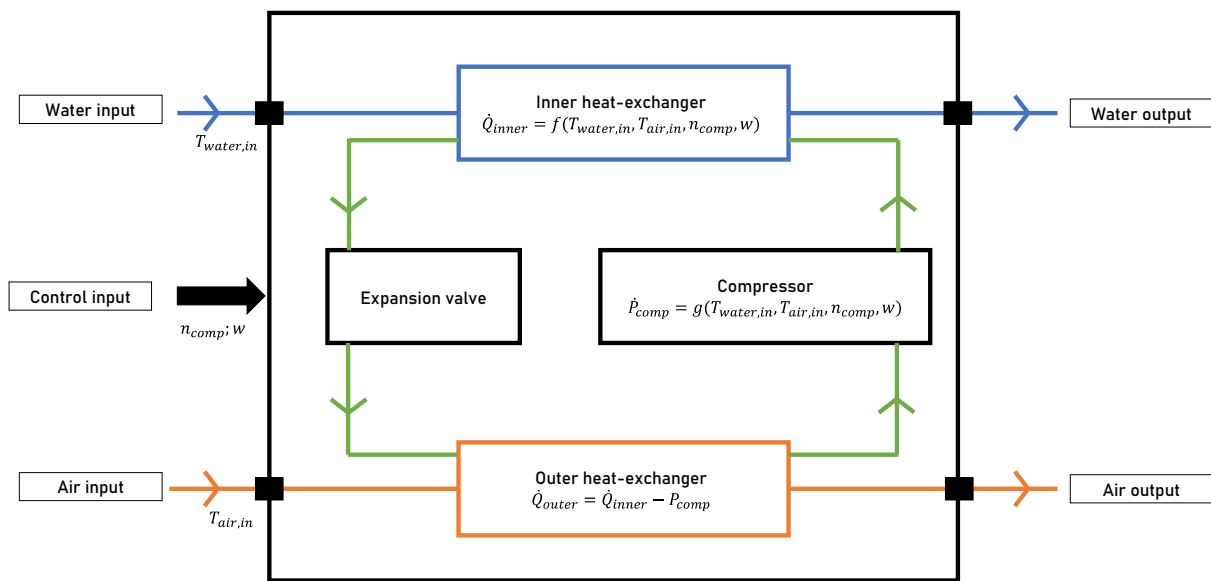 Water input
T_{water,in}
Inner heat-exchanger
Q̇_{inner} = f(T_{water,in}, T_{air,in}, n_{comp}, w)
Water output
Control input
n_{comp}; w
Expansion valve
Compressor
Ṗ_{comp} = g(T_{water,in}, T_{air,in}, n_{comp}, w)
Air input
T_{air,in}
Outer heat-exchanger
Q̇_{outer} = Q̇_{inner} − P_{comp}
Air output